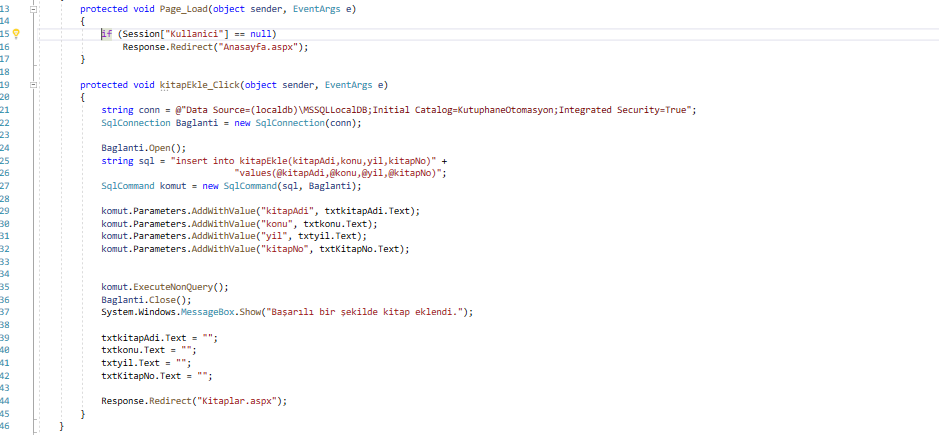 13 protected void Page_Load(object sender, EventArgs e)
14 {
15 if (Session["Kullanici"] == null)
16 Response.Redirect("Anasayfa.aspx");
17 }
18
19 protected void kitapEkle_Click(object sender, EventArgs e)
20 {
21 string conn = @"Data Source=(localdb)\MSSQLLocalDB;Initial Catalog=KutuphaneOtomasyon;Integrated Security=True";
22 SqlConnection Baglanti = new SqlConnection(conn);
23
24 Baglanti.Open();
25 string sql = "insert into kitapEkle(kitapAdi,konu,yil,kitapNo)" +
26 "values(@kitapAdi,@konu,@yil,@kitapNo)";
27 SqlCommand komut = new SqlCommand(sql, Baglanti);
28
29 komut.Parameters.AddWithValue("kitapAdi", txtkitapAdi.Text);
30 komut.Parameters.AddWithValue("konu", txtkonu.Text);
31 komut.Parameters.AddWithValue("yil", txtyil.Text);
32 komut.Parameters.AddWithValue("kitapNo", txtKitapNo.Text);
33
34
35 komut.ExecuteNonQuery();
36 Baglanti.Close();
37 System.Windows.MessageBox.Show("Başarılı bir şekilde kitap eklendi.");
38
39 txtkitapAdi.Text = "";
40 txtkonu.Text = "";
41 txtyil.Text = "";
42 txtKitapNo.Text = "";
43
44 Response.Redirect("Kitaplar.aspx");
45 }
46 }